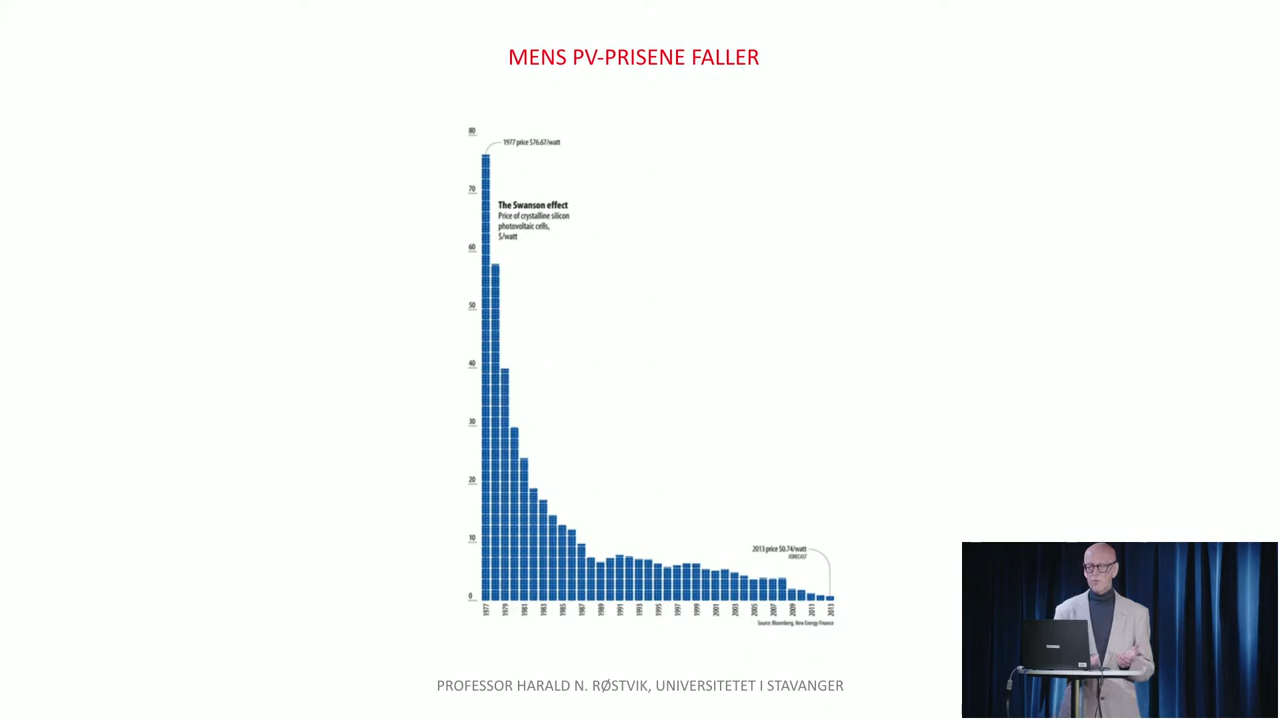 MENS PV-PRISENE FALLER
80
1977 price $76.67/watt
70
The Swanson effect
Price of crystalline silicon
photovoltaic cells,
$/watt
60
50
40
30
20
10
2013 price $0.74/watt
FORECAST
0
1977
1979
1981
1983
1985
1987
1989
1991
1993
1995
1997
1999
2001
2003
2005
2007
2009
2011
2013
Source: Bloomberg, New Energy Finance
PROFESSOR HARALD N. RØSTVIK, UNIVERSITETET I STAVANGER